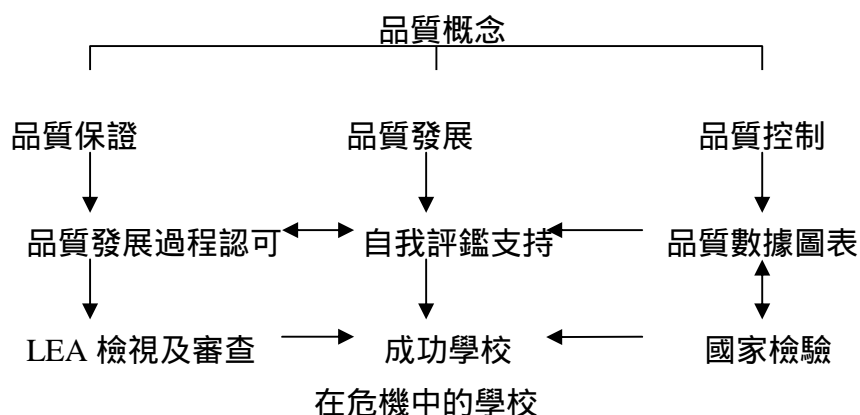 品質概念
品質保證 品質發展 品質控制
品質發展過程認可 自我評鑑支持 品質數據圖表
LEA 檢視及審查 成功學校 國家檢驗
在危機中的學校